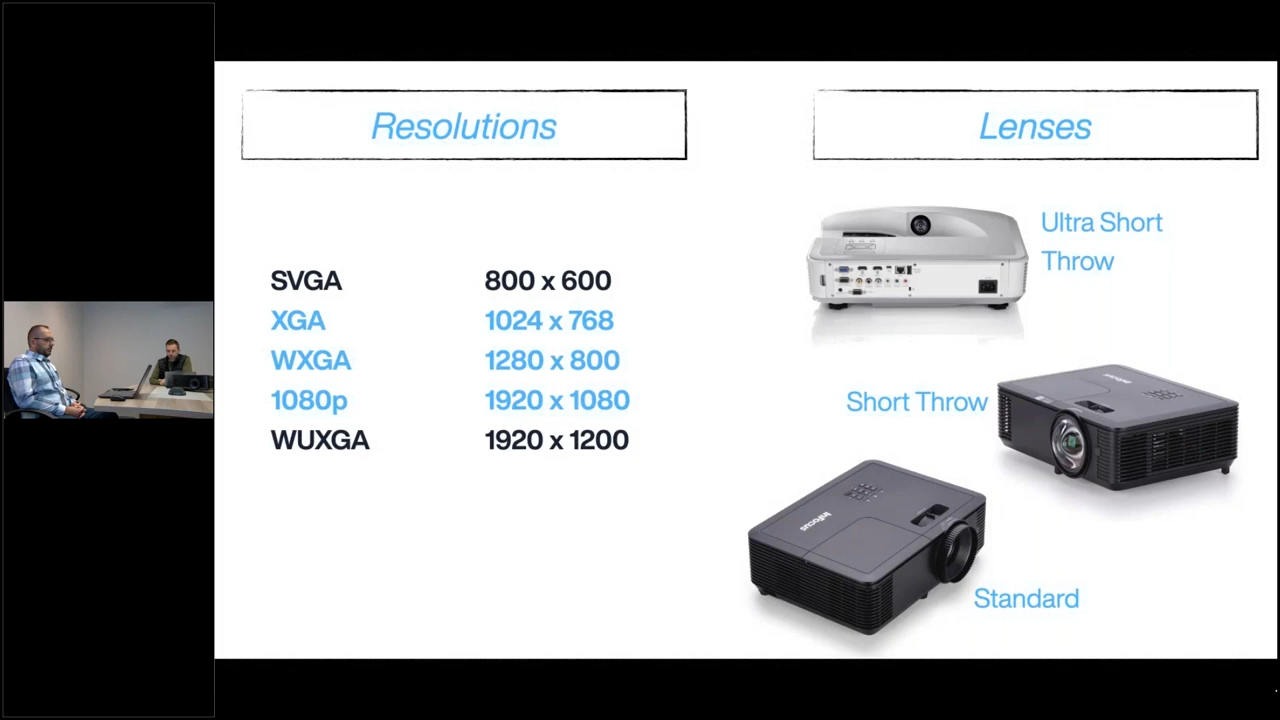 Resolutions
SVGA 800 x 600
XGA 1024 x 768
WXGA 1280 x 800
1080p 1920 x 1080
WUXGA 1920 x 1200
Lenses
Ultra Short
Throw
Short Throw
InFocus
Standard